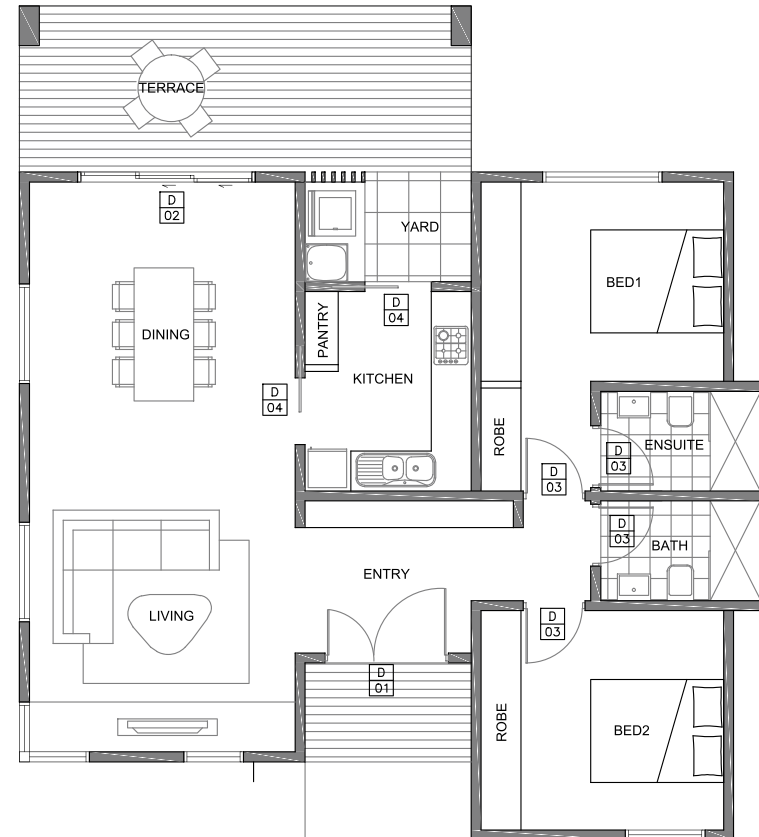 TERRACE
D
02
YARD
BED1
D
04
DINING
PANTRY
KITCHEN
D
04
ROBE
ENSUITE
D
03
D
03
D
03
BATH
ENTRY
LIVING
D
03
D
01
ROBE
BED2